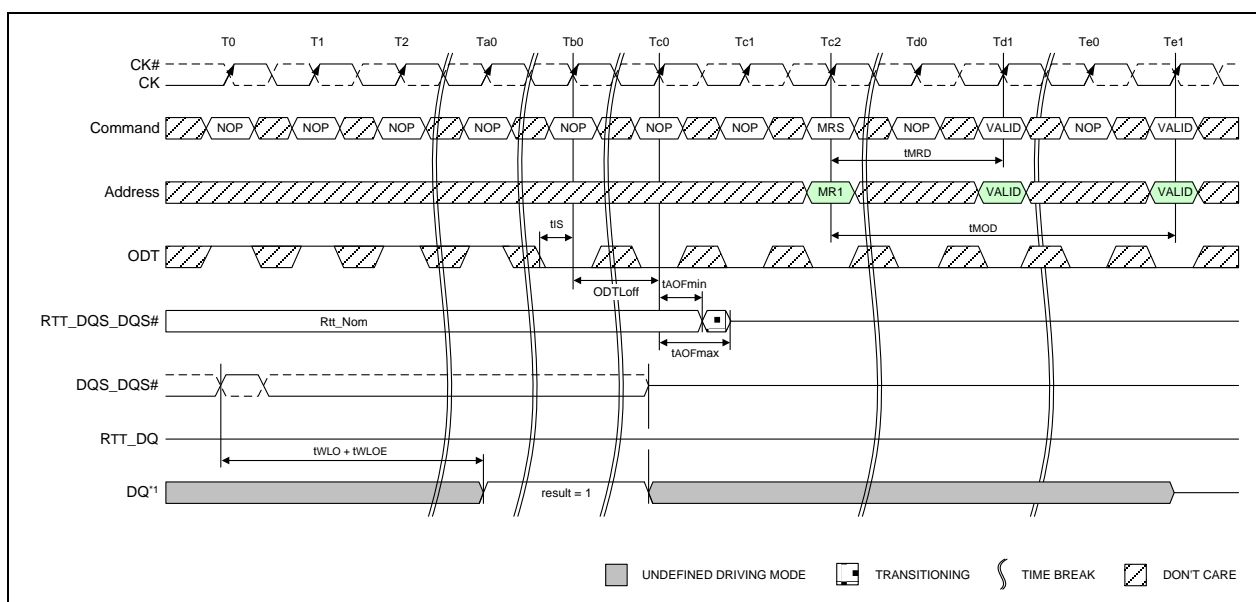 T0 T1 T2 Ta0 Tb0 Tc0 Tc1 Tc2 Td0 Td1 Te0 Te1
CK#
CK
Command NOP NOP NOP NOP NOP NOP NOP MRS NOP VALID NOP VALID
tMRD
Address MR1 VALID VALID
tIS
tMOD
ODT
ODTLoff
tAOFmin
RTT_DQS_DQS# Rtt_Nom
tAOFmax
DQS_DQS#
RTT_DQ
tWLO + tWLOE
DQ*1 result = 1
UNDEFINED DRIVING MODE TRANSITIONING TIME BREAK DON'T CARE